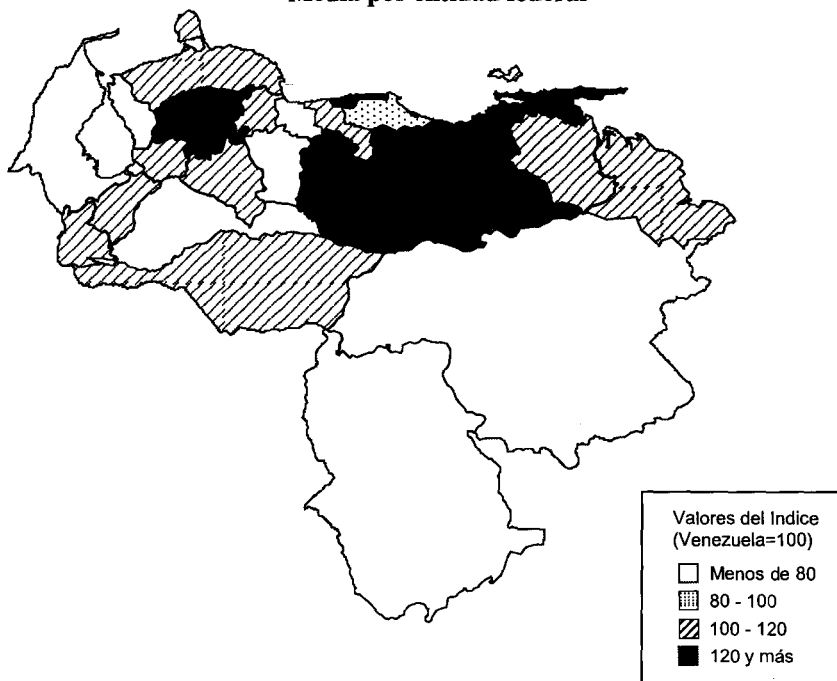 Media por entidad federal
Valores del Indice
(Venezuela=100)
Menos de 80
80 - 100
100 - 120
120 y más